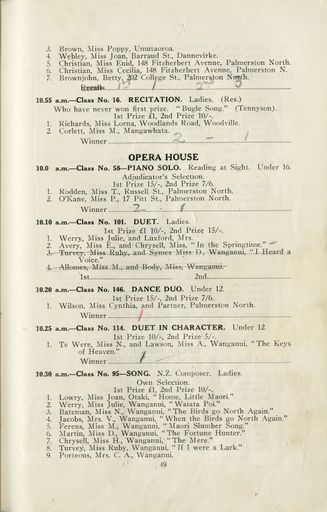 3. Brown, Miss Poppy, Umutaoroa.
4. Webley, Miss Joan, Barraud St., Dannevirke.
5. Christian, Miss Enid, 148 Fitzherbert Avenue, Palmerston North.
6. Christian, Miss Cecilia, 148 Fitzherbert Avenue, Palmerston N.
7. Brownjohn, Betty, 202 College St., Palmerston North.
Recalls
10.55 a.m.—Class No. 16. RECITATION. Ladies. (Res.)
Who have never won first prize. "Bugle Song." (Tennyson).
1st Prize £1, 2nd Prize 10/-.
1. Richards, Miss Lorna, Woodlands Road, Woodville.
2. Corlett, Miss M., Mangawhata.
Winner 2 - 1
OPERA HOUSE
10.0 a.m.—Class No. 58—PIANO SOLO. Reading at Sight. Under 16.
Adjudicator's Selection.
1st Prize 15/-, 2nd Prize 7/6.
1. Rodden, Miss T., Russell St., Palmerston North.
2. O'Kane, Miss P., 17 Pitt St., Palmerston North.
Winner 2 1
10.10 a.m.—Class No. 101. DUET. Ladies.
1st Prize £1 10/-, 2nd Prize 15/-.
1. Werry, Miss Julie, and Luxford, Mrs.
2. Avery, Miss E., and Chrysell, Miss, "In the Springtime."
3. Turvey, Miss Ruby, and Symes Miss D., Wanganui, "I Heard a
Voice."
4. Allomes, Miss M., and Body, Miss, Wanganui.
1st 2nd
10.20 a.m.—Class No. 146. DANCE DUO. Under 12.
1st Prize 15/-, 2nd Prize 7/6.
1. Wilson, Miss Cynthia, and Partner, Palmerston North.
Winner 1
10.25 a.m.—Class No. 114. DUET IN CHARACTER. Under 12.
1st Prize 10/-, 2nd Prize 5/-.
1. Te Were, Miss N., and Lawson, Miss A., Wanganui, "The Keys
of Heaven."
Winner 1
10.30 a.m.—Class No. 95—SONG. N.Z. Composer. Ladies.
Own Selection.
1st Prize £1, 2nd Prize 10/-.
1. Lowry, Miss Joan, Otaki, "Home, Little Maori."
2. Werry, Miss Julie, Wanganui, "Waiata Poi."
3. Bateman, Miss N., Wanganui, "The Birds go North Again."
4. Jacobs, Mrs. V., Wanganui, "When the Birds go North Again."
5. Ferens, Miss M., Wanganui, "Maori Slumber Song."
6. Martin, Miss D., Wanganui, "The Fortune Hunter."
7. Chrysell, Miss H., Wanganui, "The Mere."
8. Turvey, Miss Ruby, Wanganui, "If I were a Lark."
9. Porteous, Mrs. C. A., Wanganui.
49